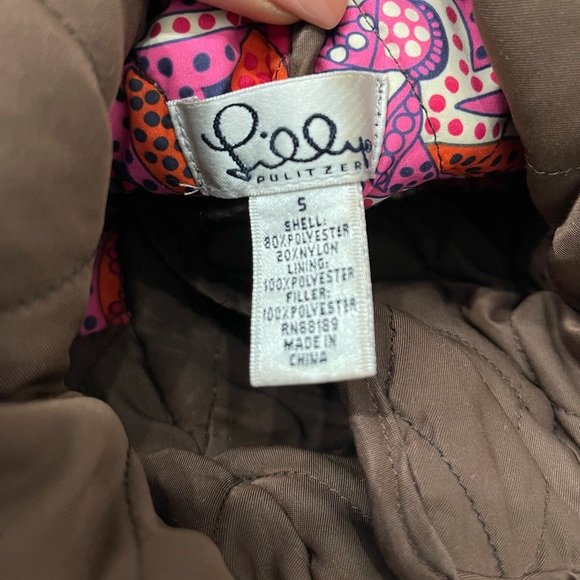 Lilly
PULITZER
S
SHELL:
80%POLYESTER
20%NYLON
LINING:
100%POLYESTER
FILLER:
100%POLYESTER
RN88189
MADE IN
CHINA